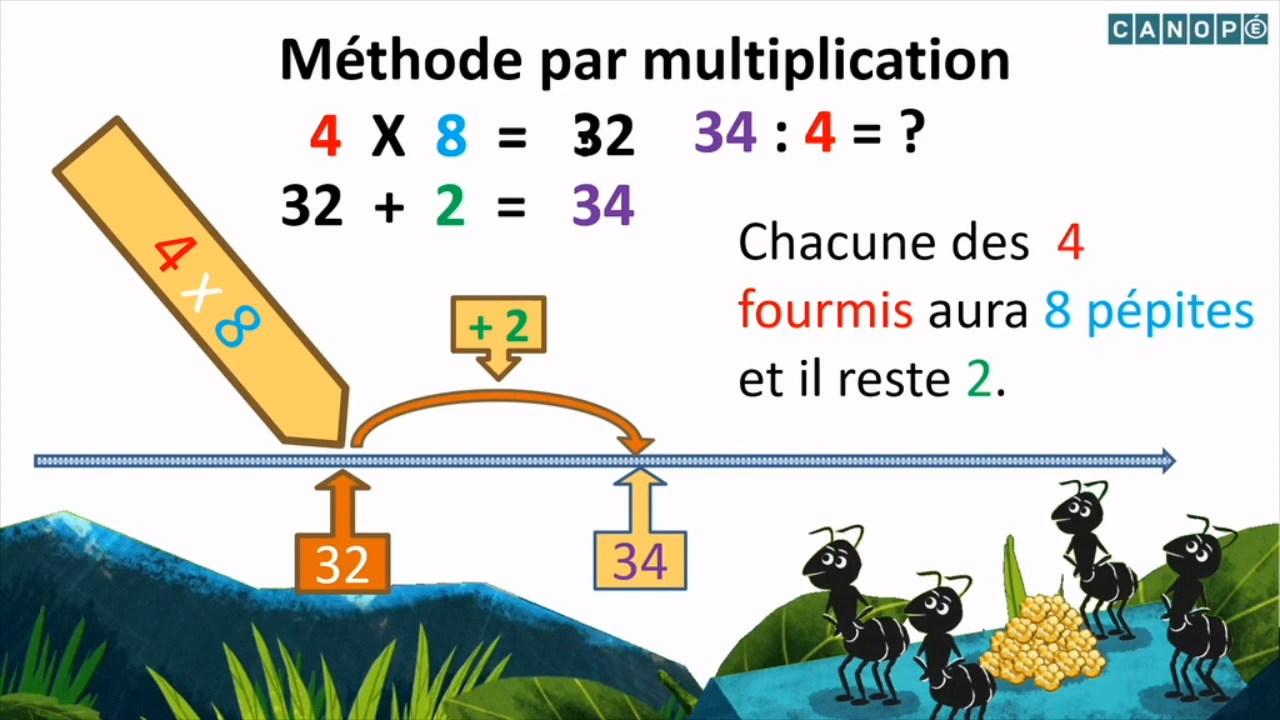 CANOPÉ
Méthode par multiplication
4 X 8 = 32 34 : 4 = ?
32 + 2 = 34
Chacune des 4
fourmis aura 8 pépites
et il reste 2.
4 x 8
+ 2
32
34